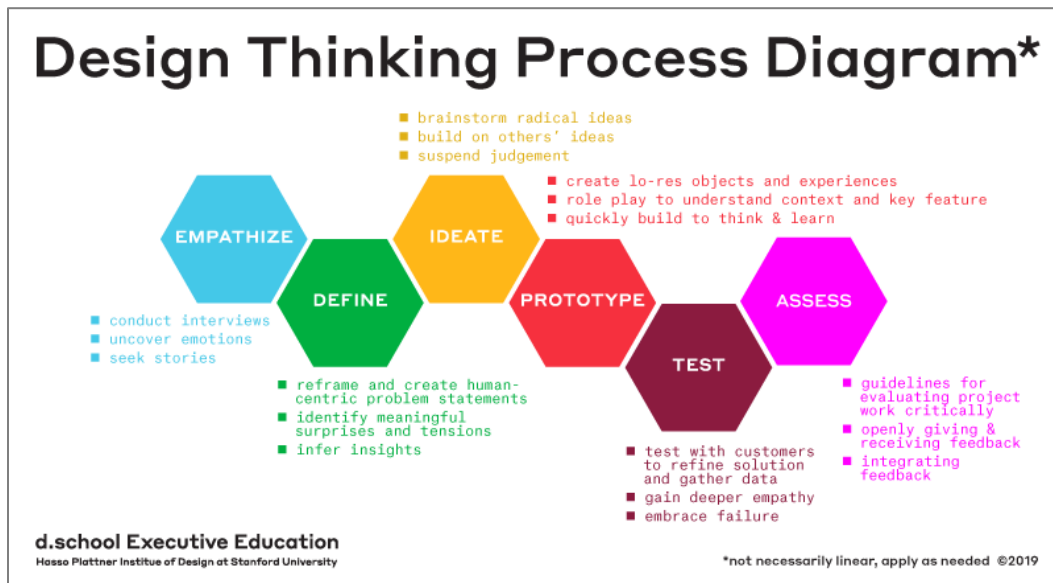 Design Thinking Process Diagram*
brainstorm radical ideas
build on others' ideas
suspend judgement
create lo-res objects and experiences
role play to understand context and key feature
quickly build to think & learn
EMPATHIZE
IDEATE
DEFINE
PROTOTYPE
ASSESS
TEST
conduct interviews
uncover emotions
seek stories
reframe and create human-
centric problem statements
identify meaningful
surprises and tensions
infer insights
guidelines for
evaluating project
work critically
openly giving &
receiving feedback
integrating
feedback
test with customers
to refine solution
and gather data
gain deeper empathy
embrace failure
d.school Executive Education
Hasso Plattner Institue of Design at Stanford University
*not necessarily linear, apply as needed ©2019